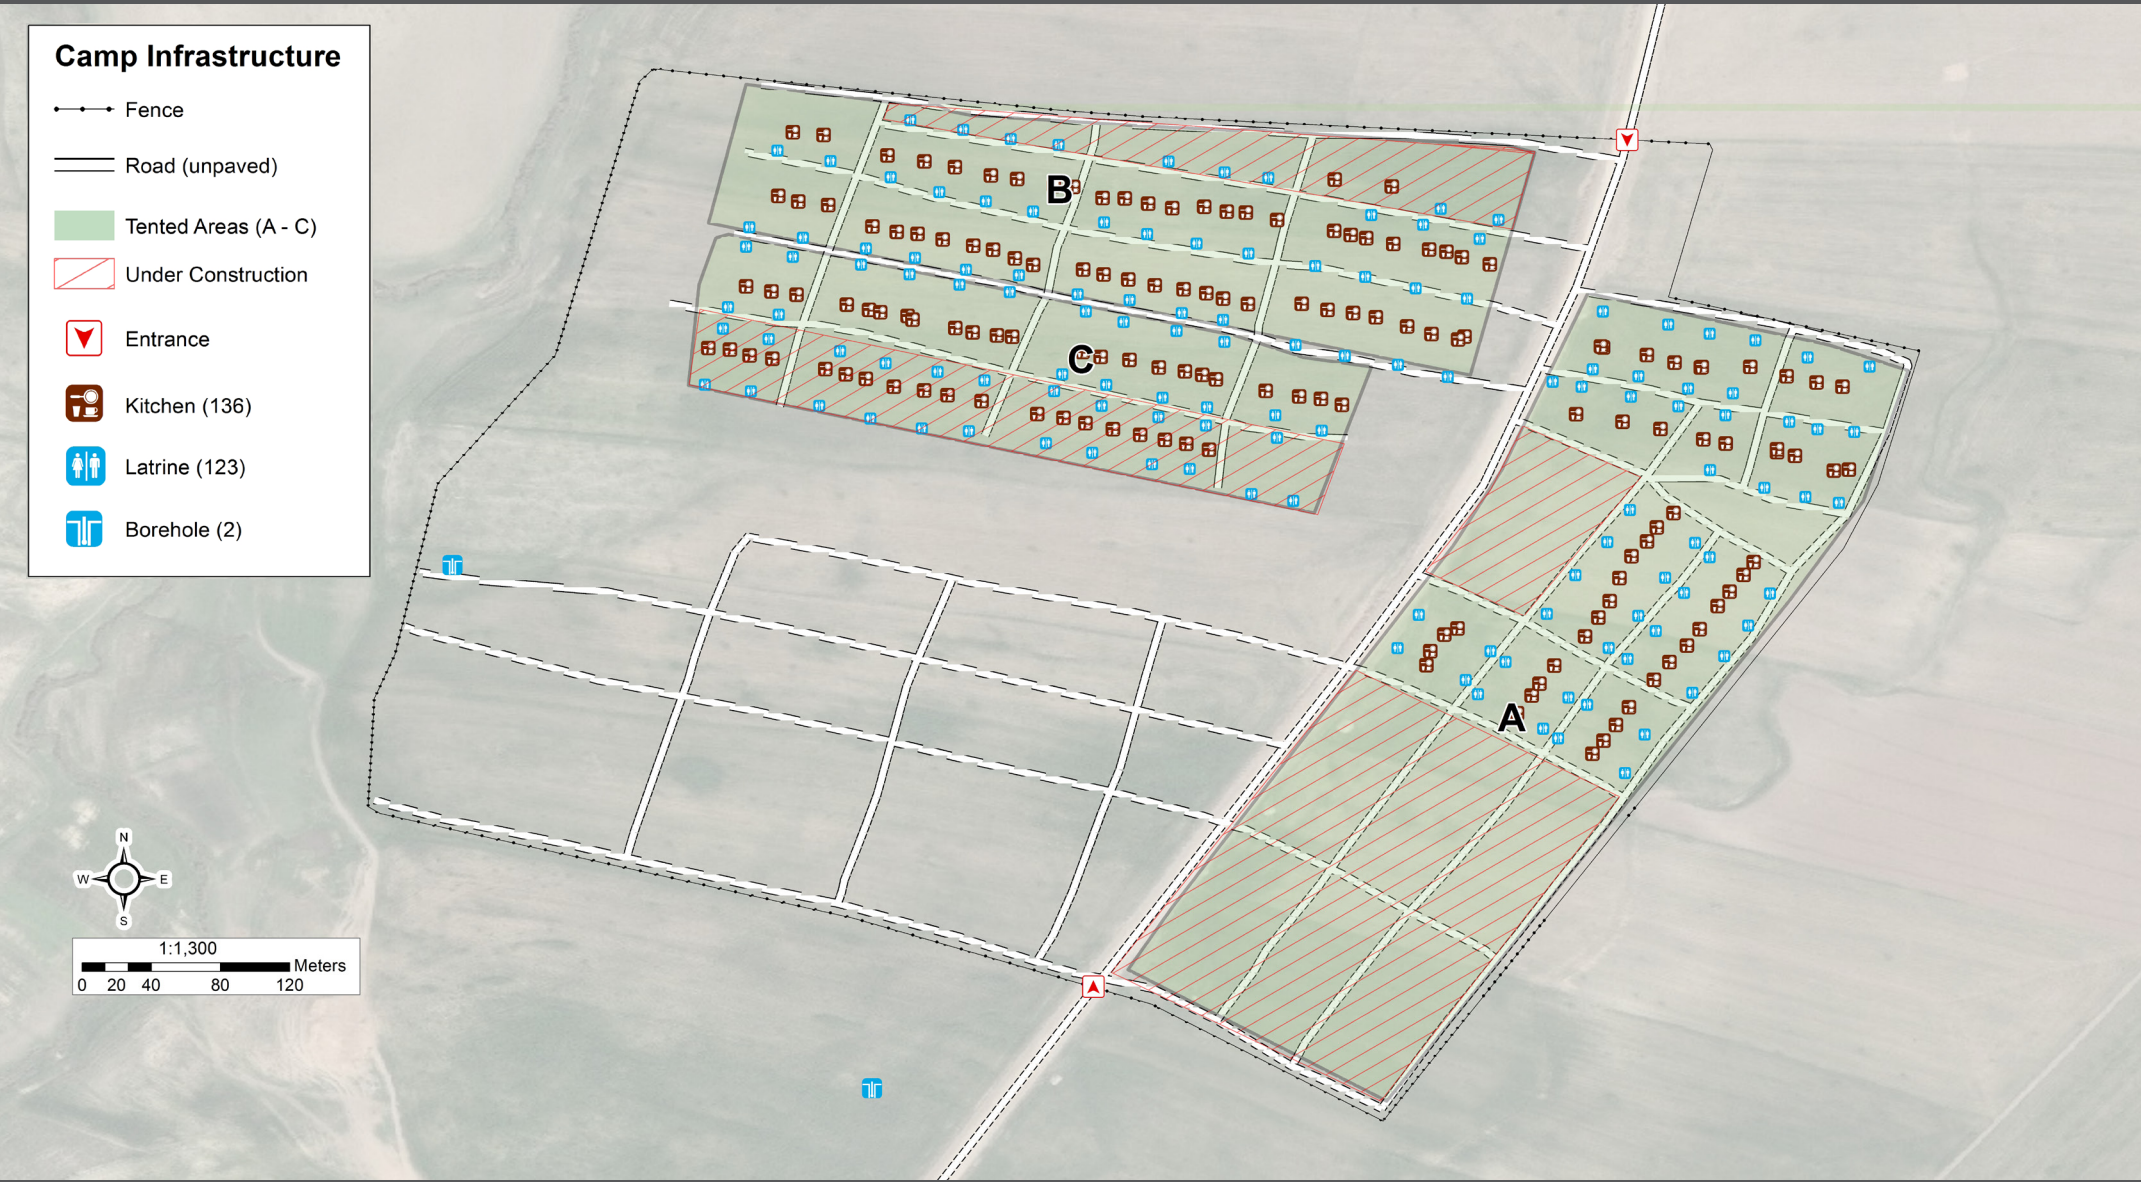 Camp Infrastructure
Fence
Road (unpaved)
Tented Areas (A - C)
Under Construction
Entrance
Kitchen (136)
Latrine (123)
Borehole (2)
B
C
A
N
W E
S
1:1,300
Meters
0 20 40 80 120